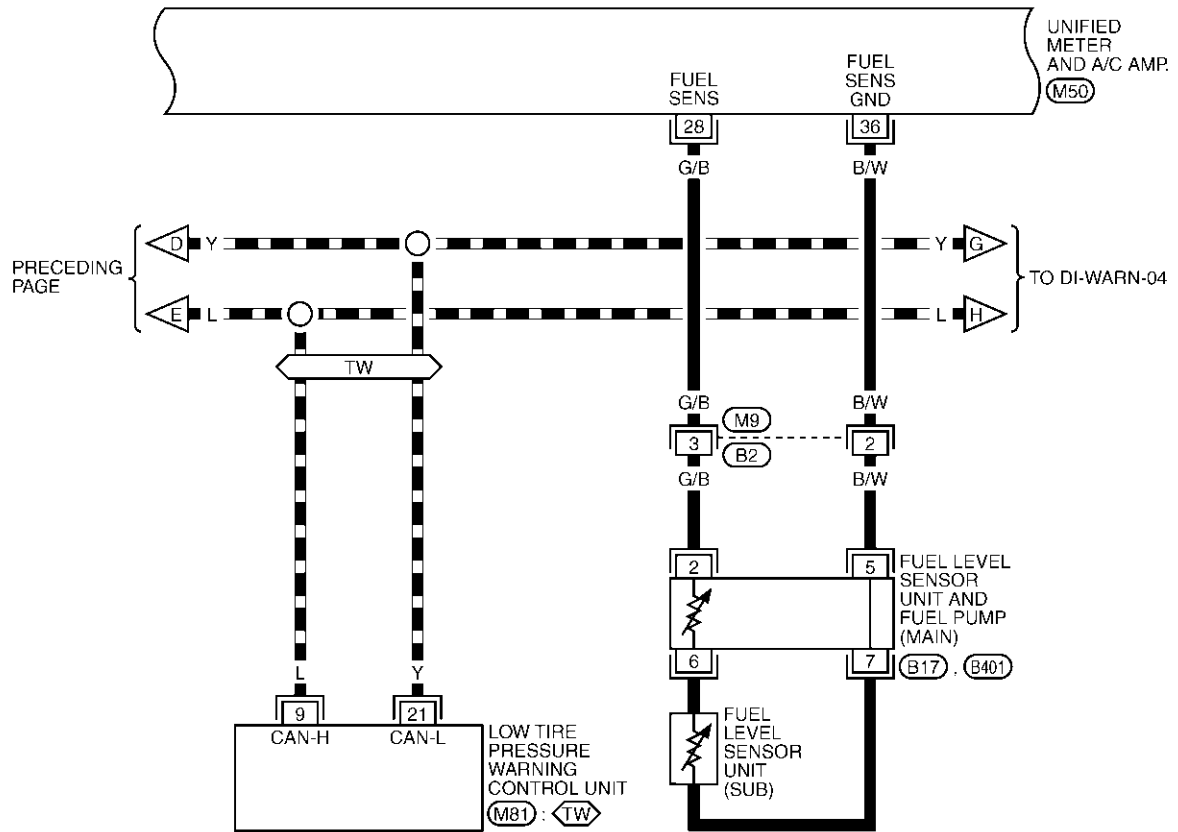 UNIFIED
METER
AND A/C AMP.
M50
FUEL
SENS
FUEL
SENS
GND
28
36
G/B
B/W
PRECEDING
PAGE
D
Y
Y
G
E
L
L
H
TO DI-WARN-04
TW
G/B
B/W
M9
3
2
B2
G/B
B/W
2
5
FUEL LEVEL
SENSOR
UNIT AND
FUEL PUMP
(MAIN)
6
7
B17 , B401
L
Y
9
21
CAN-H
CAN-L
LOW TIRE
PRESSURE
WARNING
CONTROL UNIT
M81 : TW
FUEL
LEVEL
SENSOR
UNIT
(SUB)